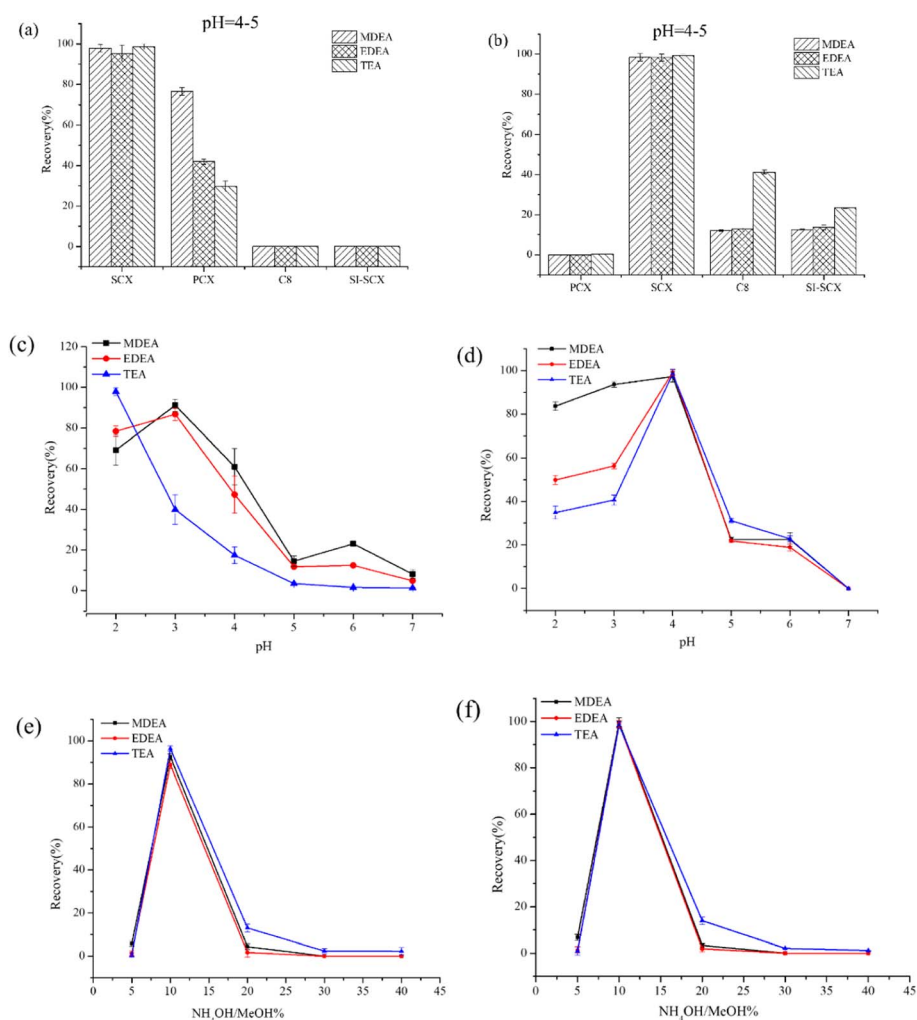 (a)
pH=4-5
MDEA
EDEA
TEA
Recovery(%)
100
80
60
40
20
0
SCX PCX C8 SI-SCX
(b)
pH=4-5
MDEA
EDEA
TEA
Recovery(%)
100
80
60
40
20
0
PCX SCX C8 SI-SCX
(c)
MDEA
EDEA
TEA
Recovery(%)
120
100
80
60
40
20
0
2 3 4 5 6 7
pH
(d)
MDEA
EDEA
TEA
Recovery(%)
100
80
60
40
20
0
2 3 4 5 6 7
pH
(e)
MDEA
EDEA
TEA
Recovery(%)
100
80
60
40
20
0
0 5 10 15 20 25 30 35 40 45
NH₄OH/MeOH%
(f)
MDEA
EDEA
TEA
Recovery(%)
100
80
60
40
20
0
0 5 10 15 20 25 30 35 40 45
NH₄OH/MeOH%